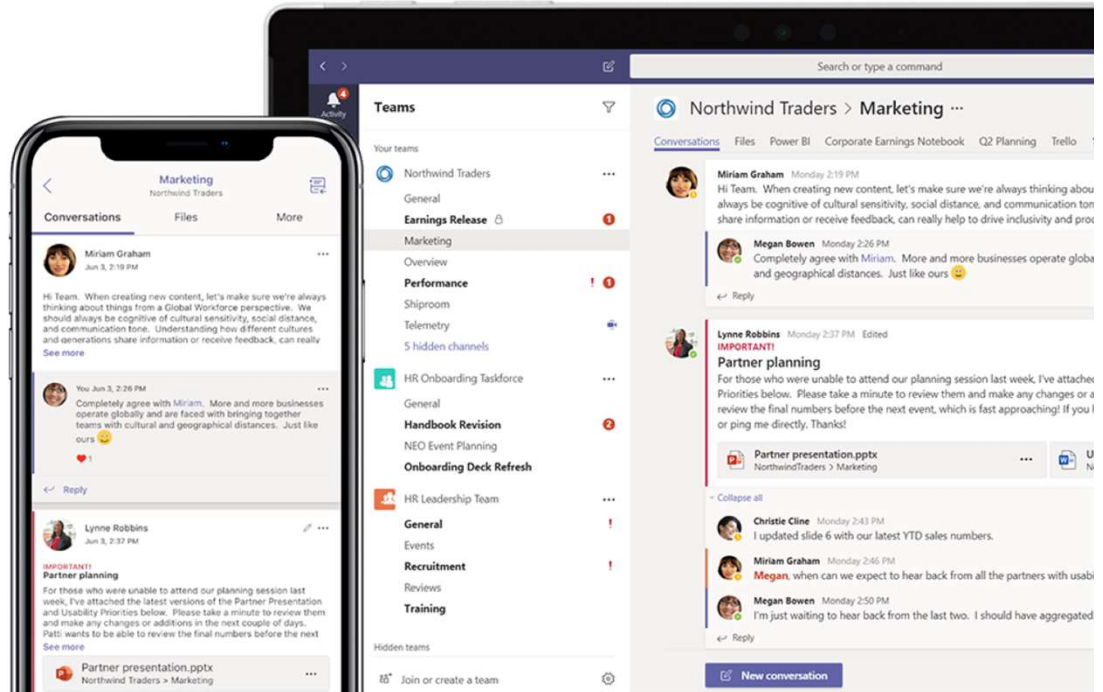 Marketing
Northwind Traders
Conversations Files More
Miriam Graham
Jun 3, 2:19 PM
Hi Team. When creating new content, let's make sure we're always
thinking about things from a Global Workforce perspective. We
should always be cognitive of cultural sensitivity, social distance,
and communication tone. Understanding how different cultures
and generations share information or receive feedback, can really
See more
You Jun 3, 2:26 PM
Completely agree with Miriam. More and more businesses
operate globally and are faced with bringing together
teams with cultural and geographical distances. Just like
ours
1
Reply
Lynne Robbins
Jun 3, 2:37 PM
IMPORTANT!
Partner planning
For those who were unable to attend our planning session last
week, I've attached the latest versions of the Partner Presentation
and Usability Priorities below. Please take a minute to review them
and make any changes or additions in the next couple of days.
Patti wants to be able to review the final numbers before the next
See more
Partner presentation.pptx
Northwind Traders > Marketing
Search or type a command
4
Activity
Teams
Your teams
Northwind Traders
General
Earnings Release 1
Marketing
Overview
Performance ! 1
Shiproom
Telemetry
5 hidden channels
HR Onboarding Taskforce
General
Handbook Revision 2
NEO Event Planning
Onboarding Deck Refresh
HR Leadership Team
General !
Events
Recruitment !
Reviews
Training
Hidden teams
Join or create a team
Northwind Traders > Marketing
Conversations Files Power BI Corporate Earnings Notebook Q2 Planning Trello
Miriam Graham Monday 2:19 PM
Hi Team. When creating new content, let's make sure we're always thinking abou
always be cognitive of cultural sensitivity, social distance, and communication ton
share information or receive feedback, can really help to drive inclusivity and pro
Megan Bowen Monday 2:26 PM
Completely agree with Miriam. More and more businesses operate globa
and geographical distances. Just like ours
Reply
Lynne Robbins Monday 2:37 PM Edited
IMPORTANT!
Partner planning
For those who were unable to attend our planning session last week, I've attached
Priorities below. Please take a minute to review them and make any changes or a
review the final numbers before the next event, which is fast approaching! If you
or ping me directly. Thanks!
Partner presentation.pptx
NorthwindTraders > Marketing
Collapse all
Christie Cline Monday 2:43 PM
I updated slide 6 with our latest YTD sales numbers.
Miriam Graham Monday 2:46 PM
Megan, when can we expect to hear back from all the partners with usabi
Megan Bowen Monday 2:50 PM
I'm just waiting to hear back from the last two. I should have aggregated
Reply
New conversation